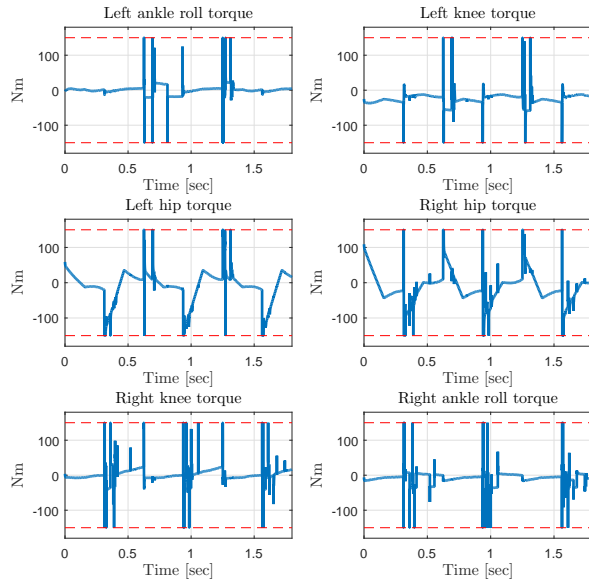 Left ankle roll torque
Left knee torque
Nm
100
0
-100
0
0.5
1
1.5
Time [sec]
Nm
100
0
-100
0
0.5
1
1.5
Time [sec]
Left hip torque
Right hip torque
Nm
100
0
-100
0
0.5
1
1.5
Time [sec]
Nm
100
0
-100
0
0.5
1
1.5
Time [sec]
Right knee torque
Right ankle roll torque
Nm
100
0
-100
0
0.5
1
1.5
Time [sec]
Nm
100
0
-100
0
0.5
1
1.5
Time [sec]